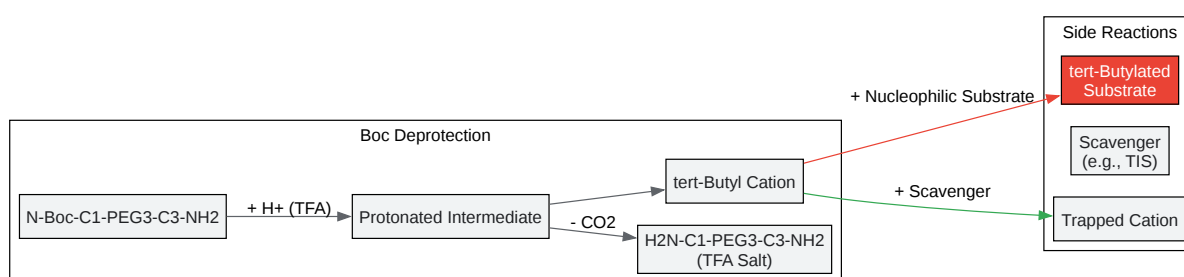 Side Reactions
tert-Butylated
Substrate
+ Nucleophilic Substrate
Boc Deprotection
Scavenger
(e.g., TIS)
tert-Butyl Cation
+ Scavenger
N-Boc-C1-PEG3-C3-NH2
+ H+ (TFA)
Protonated Intermediate
Trapped Cation
- CO2
H2N-C1-PEG3-C3-NH2
(TFA Salt)